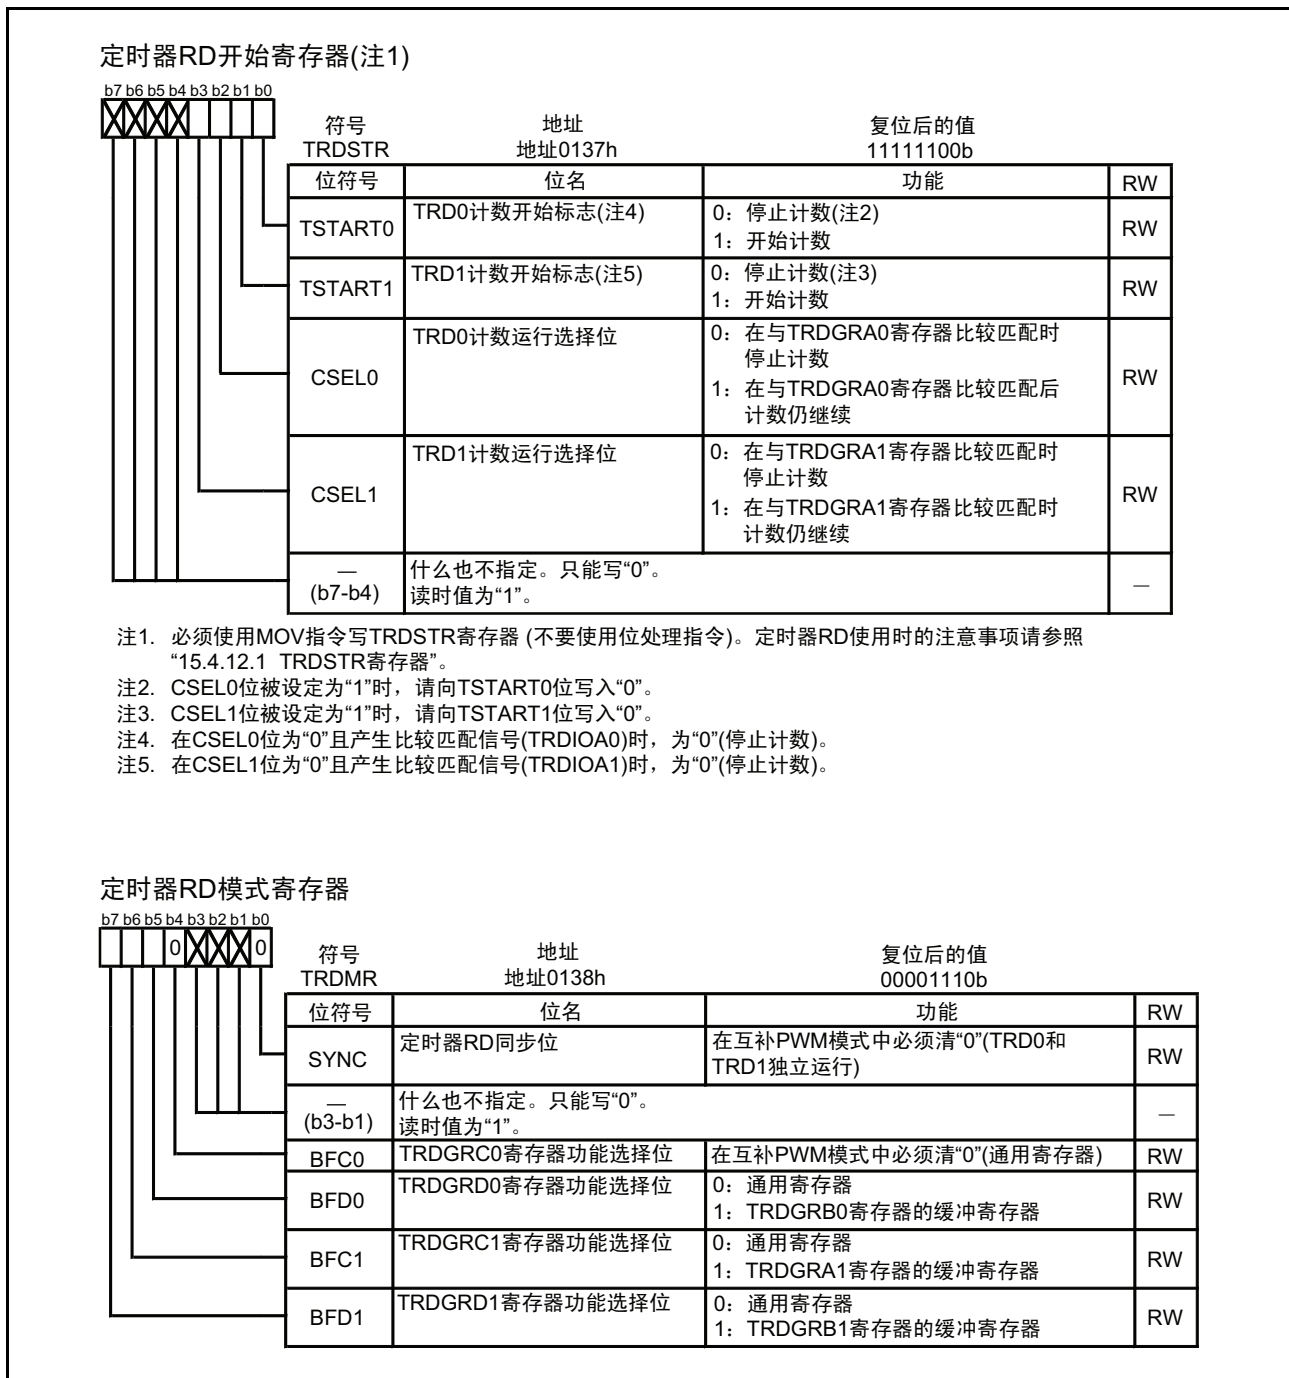 定时器RD开始寄存器(注1)
b7 b6 b5 b4 b3 b2 b1 b0
符号 地址 复位后的值
TRDSTR 地址0137h 11111100b
位符号 位名 功能 RW
TSTART0 TRD0计数开始标志(注4) 0：停止计数(注2) RW
1：开始计数
TSTART1 TRD1计数开始标志(注5) 0：停止计数(注3) RW
1：开始计数
CSEL0 TRD0计数运行选择位 0：在与TRDGRA0寄存器比较匹配时 RW
停止计数
1：在与TRDGRA0寄存器比较匹配后
计数仍继续
CSEL1 TRD1计数运行选择位 0：在与TRDGRA1寄存器比较匹配时 RW
停止计数
1：在与TRDGRA1寄存器比较匹配时
计数仍继续
— 什么也不指定。只能写“0”。 —
(b7-b4) 读时值为“1”。
注1. 必须使用MOV指令写TRDSTR寄存器 (不要使用位处理指令)。定时器RD使用时的注意事项请参照
“15.4.12.1 TRDSTR寄存器”。
注2. CSEL0位被设定为“1”时，请向TSTART0位写入“0”。
注3. CSEL1位被设定为“1”时，请向TSTART1位写入“0”。
注4. 在CSEL0位为“0”且产生比较匹配信号(TRDIOA0)时，为“0”(停止计数)。
注5. 在CSEL1位为“0”且产生比较匹配信号(TRDIOA1)时，为“0”(停止计数)。
定时器RD模式寄存器
b7 b6 b5 b4 b3 b2 b1 b0
0 0
符号 地址 复位后的值
TRDMR 地址0138h 00001110b
位符号 位名 功能 RW
SYNC 定时器RD同步位 在互补PWM模式中必须清“0”(TRD0和 RW
TRD1独立运行)
— 什么也不指定。只能写“0”。 —
(b3-b1) 读时值为“1”。
BFC0 TRDGRC0寄存器功能选择位 在互补PWM模式中必须清“0”(通用寄存器) RW
BFD0 TRDGRD0寄存器功能选择位 0：通用寄存器 RW
1：TRDGRB0寄存器的缓冲寄存器
BFC1 TRDGRC1寄存器功能选择位 0：通用寄存器 RW
1：TRDGRA1寄存器的缓冲寄存器
BFD1 TRDGRD1寄存器功能选择位 0：通用寄存器 RW
1：TRDGRB1寄存器的缓冲寄存器